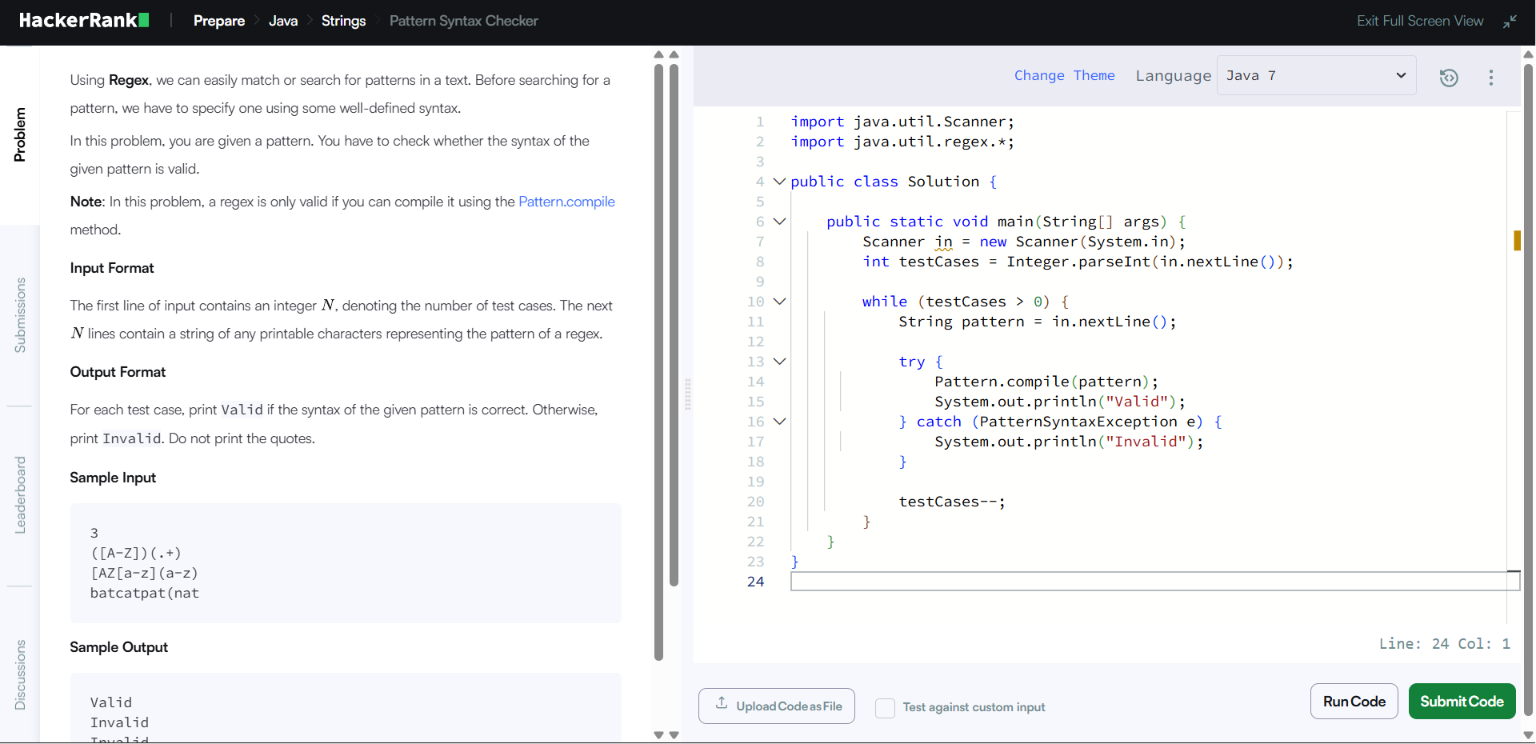 HackerRank | Prepare > Java > Strings > Pattern Syntax Checker
Exit Full Screen View
Problem
Submissions
Leaderboard
Discussions
Using Regex, we can easily match or search for patterns in a text. Before searching for a
pattern, we have to specify one using some well-defined syntax.
In this problem, you are given a pattern. You have to check whether the syntax of the
given pattern is valid.
Note: In this problem, a regex is only valid if you can compile it using the Pattern.compile
method.
Input Format
The first line of input contains an integer N, denoting the number of test cases. The next
N lines contain a string of any printable characters representing the pattern of a regex.
Output Format
For each test case, print Valid if the syntax of the given pattern is correct. Otherwise,
print Invalid. Do not print the quotes.
Sample Input
3
([A-Z])(.+)
[AZ[a-z](a-z)
batcatpat(nat
Sample Output
Valid
Invalid
Invalid
Change Theme Language Java 7
1 import java.util.Scanner;
2 import java.util.regex.*;
3
4 public class Solution {
5
6 public static void main(String[] args) {
7 Scanner in = new Scanner(System.in);
8 int testCases = Integer.parseInt(in.nextLine());
9
10 while (testCases > 0) {
11 String pattern = in.nextLine();
12
13 try {
14 Pattern.compile(pattern);
15 System.out.println("Valid");
16 } catch (PatternSyntaxException e) {
17 System.out.println("Invalid");
18 }
19
20 testCases--;
21 }
22 }
23 }
24
Line: 24 Col: 1
Upload Code as File
Test against custom input
Run Code
Submit Code